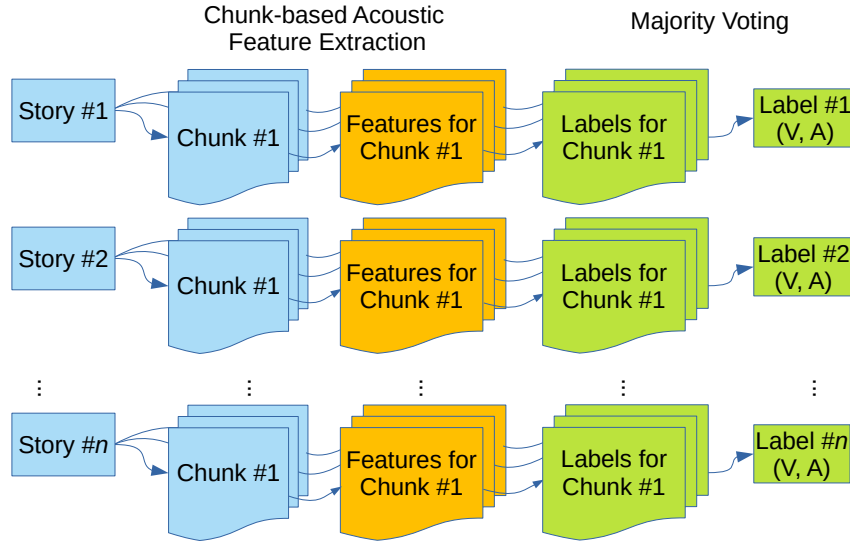 Chunk-based Acoustic
Feature Extraction
Majority Voting
Story #1
Chunk #1
Features for
Chunk #1
Labels for
Chunk #1
Label #1
(V, A)
Story #2
Chunk #1
Features for
Chunk #1
Labels for
Chunk #1
Label #2
(V, A)
...
...
...
...
...
Story #n
Chunk #1
Features for
Chunk #1
Labels for
Chunk #1
Label #n
(V, A)